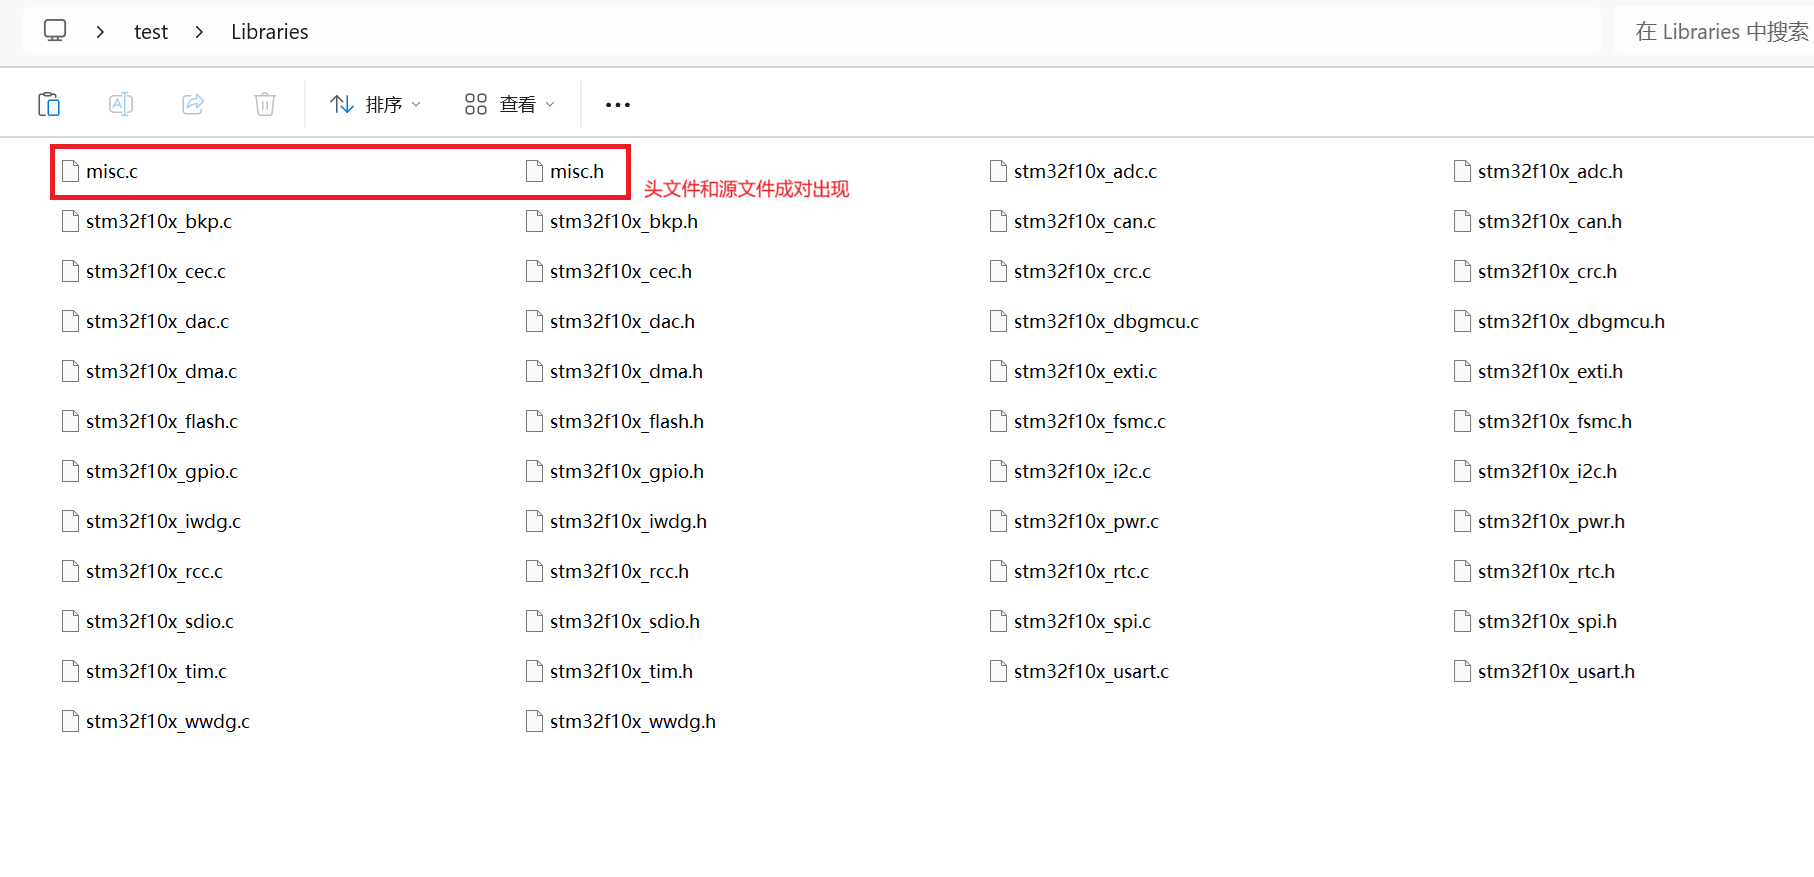 test > Libraries
在 Libraries 中搜索
排序 查看
misc.c misc.h stm32f10x_adc.c stm32f10x_adc.h
头文件和源文件成对出现
stm32f10x_bkp.c stm32f10x_bkp.h stm32f10x_can.c stm32f10x_can.h
stm32f10x_cec.c stm32f10x_cec.h stm32f10x_crc.c stm32f10x_crc.h
stm32f10x_dac.c stm32f10x_dac.h stm32f10x_dbgmcu.c stm32f10x_dbgmcu.h
stm32f10x_dma.c stm32f10x_dma.h stm32f10x_exti.c stm32f10x_exti.h
stm32f10x_flash.c stm32f10x_flash.h stm32f10x_fsmc.c stm32f10x_fsmc.h
stm32f10x_gpio.c stm32f10x_gpio.h stm32f10x_i2c.c stm32f10x_i2c.h
stm32f10x_iwdg.c stm32f10x_iwdg.h stm32f10x_pwr.c stm32f10x_pwr.h
stm32f10x_rcc.c stm32f10x_rcc.h stm32f10x_rtc.c stm32f10x_rtc.h
stm32f10x_sdio.c stm32f10x_sdio.h stm32f10x_spi.c stm32f10x_spi.h
stm32f10x_tim.c stm32f10x_tim.h stm32f10x_usart.c stm32f10x_usart.h
stm32f10x_wwdg.c stm32f10x_wwdg.h